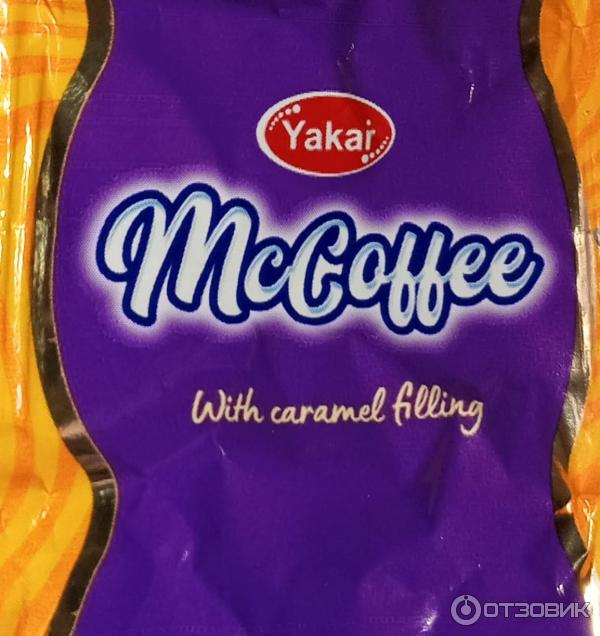 Yakar
McCoffee
With caramel filling
ОТЗОВИК